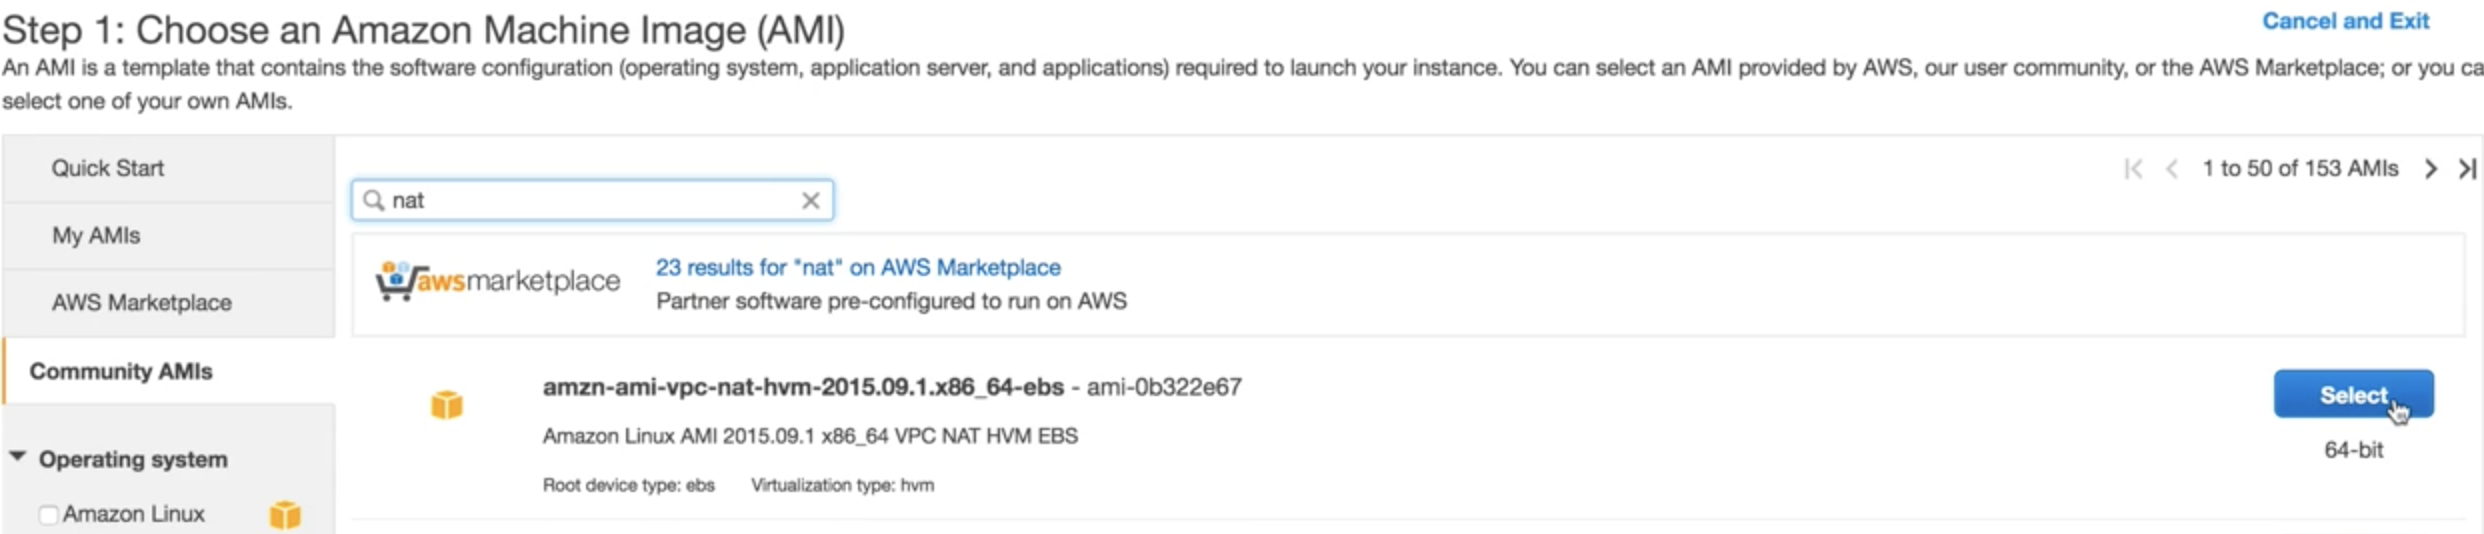 Step 1: Choose an Amazon Machine Image (AMI)
Cancel and Exit
An AMI is a template that contains the software configuration (operating system, application server, and applications) required to launch your instance. You can select an AMI provided by AWS, our user community, or the AWS Marketplace; or you ca
select one of your own AMIs.
Quick Start
My AMIs
AWS Marketplace
Community AMIs
Operating system
Amazon Linux
nat
1 to 50 of 153 AMIs
awsmarketplace
23 results for "nat" on AWS Marketplace
Partner software pre-configured to run on AWS
amzn-ami-vpc-nat-hvm-2015.09.1.x86_64-ebs - ami-0b322e67
Amazon Linux AMI 2015.09.1 x86_64 VPC NAT HVM EBS
Root device type: ebs Virtualization type: hvm
Select
64-bit